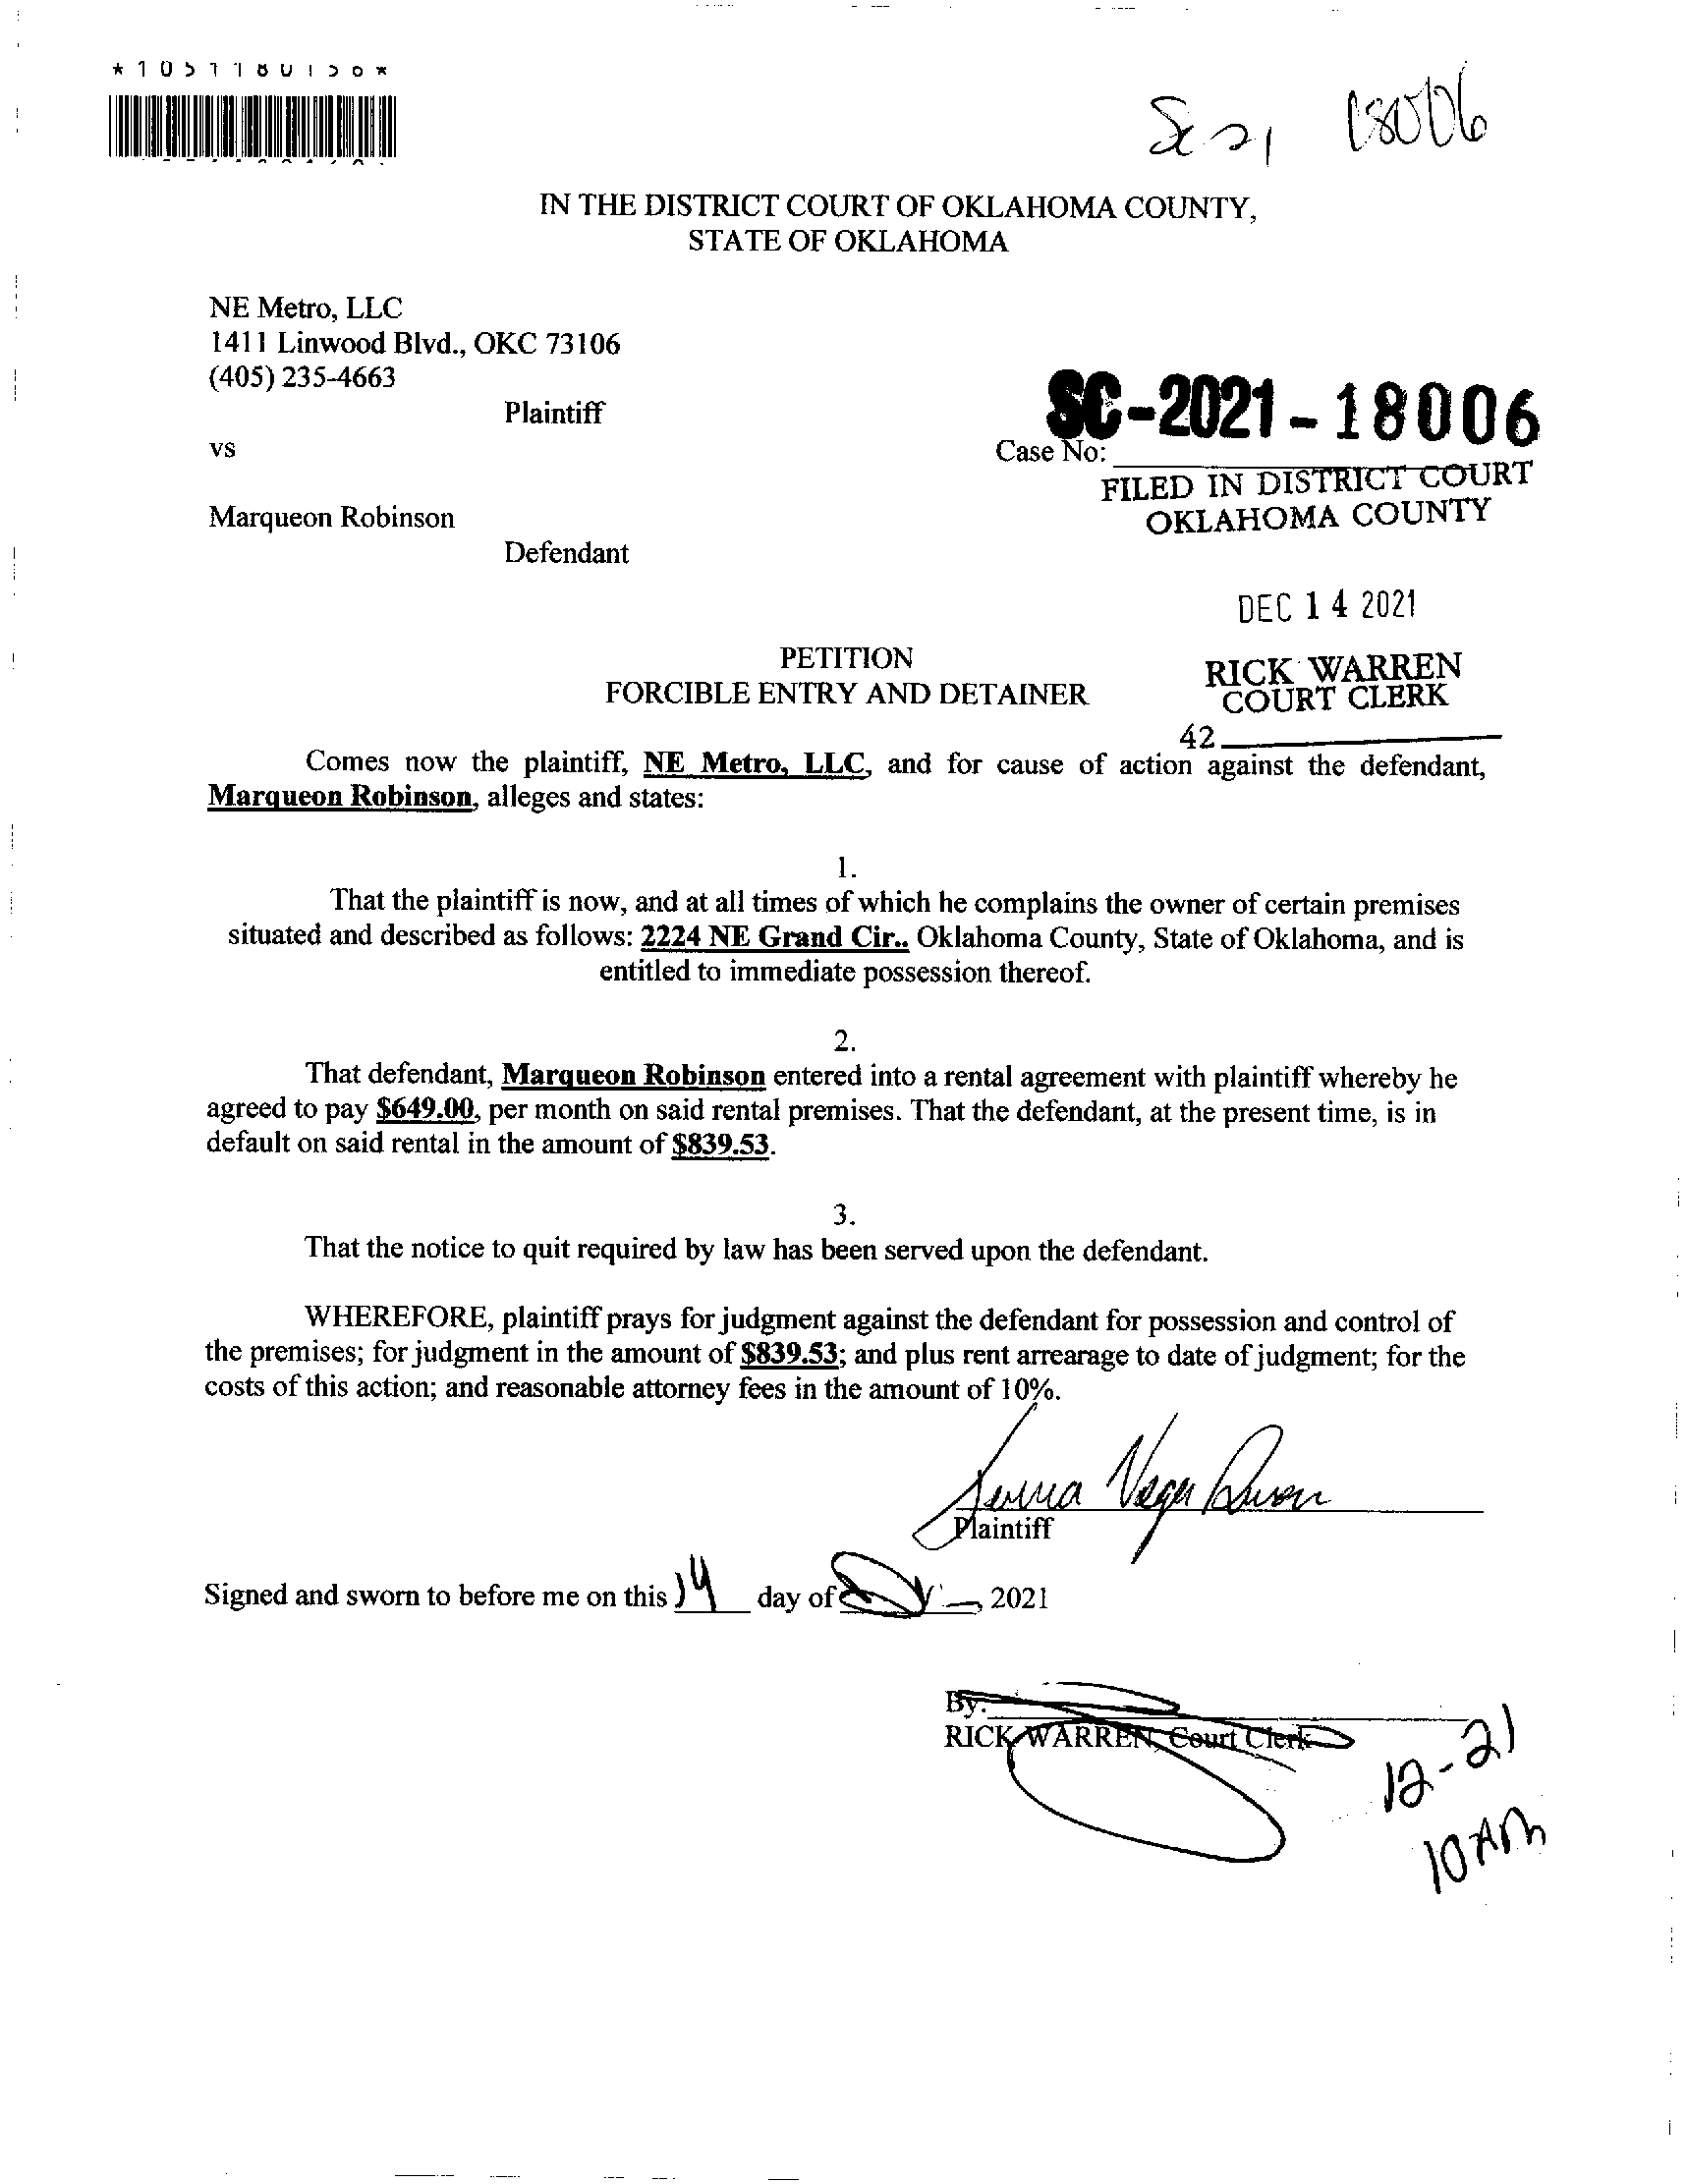 SC 21 18006
IN THE DISTRICT COURT OF OKLAHOMA COUNTY,
STATE OF OKLAHOMA
NE Metro, LLC
1411 Linwood Blvd., OKC 73106
(405) 235-4663
Plaintiff
SC-2021-18006
vs
Case No:
FILED IN DISTRICT COURT
OKLAHOMA COUNTY
Marqueon Robinson
Defendant
DEC 14 2021
PETITION
FORCIBLE ENTRY AND DETAINER
RICK WARREN
COURT CLERK
42
Comes now the plaintiff, NE Metro, LLC, and for cause of action against the defendant,
Marqueon Robinson, alleges and states:
1.
That the plaintiff is now, and at all times of which he complains the owner of certain premises
situated and described as follows: 2224 NE Grand Cir., Oklahoma County, State of Oklahoma, and is
entitled to immediate possession thereof.
2.
That defendant, Marqueon Robinson entered into a rental agreement with plaintiff whereby he
agreed to pay $649.00, per month on said rental premises. That the defendant, at the present time, is in
default on said rental in the amount of $839.53.
3.
That the notice to quit required by law has been served upon the defendant.
WHEREFORE, plaintiff prays for judgment against the defendant for possession and control of
the premises; for judgment in the amount of $839.53; and plus rent arrearage to date of judgment; for the
costs of this action; and reasonable attorney fees in the amount of 10%.
Plaintiff
Signed and sworn to before me on this 14 day of 2021
By:
RICK WARREN, Court Clerk
12-21
10AM